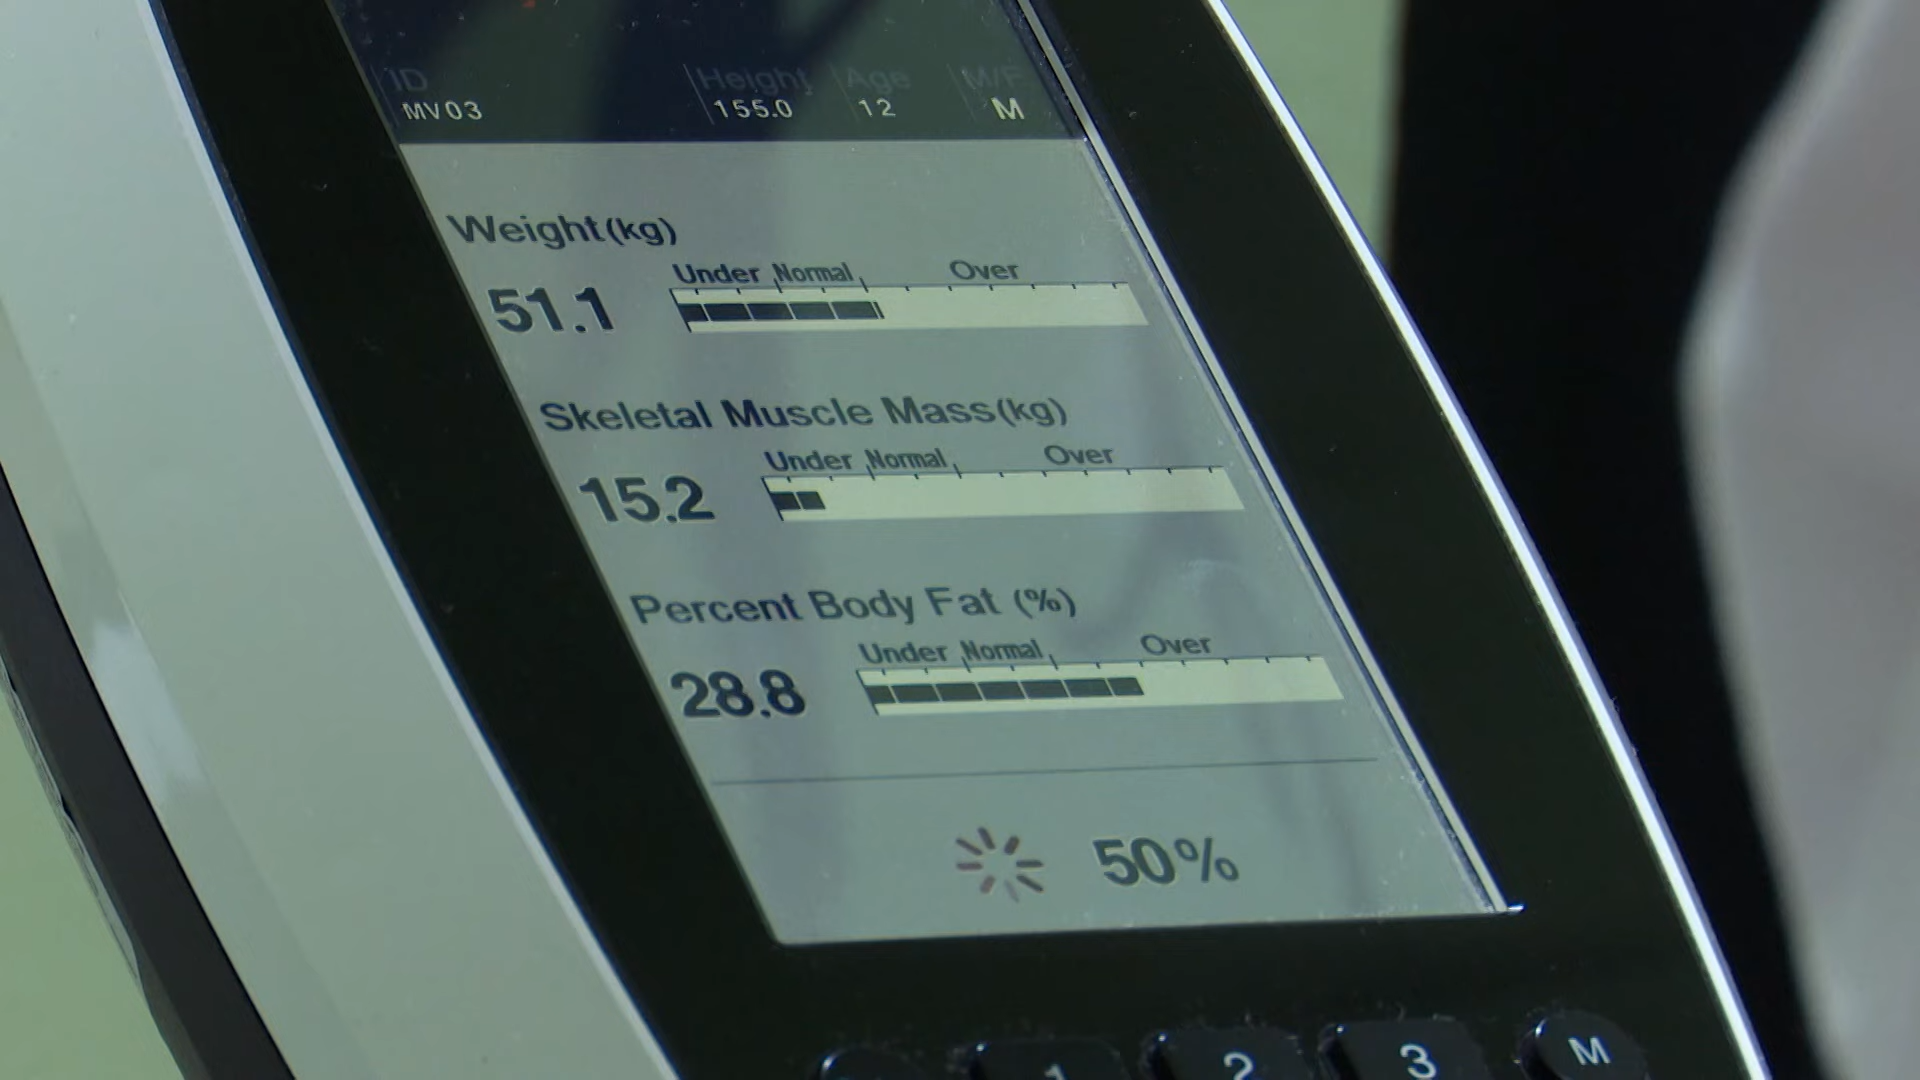 ID Height Age M/F
MV03 155.0 12 M
Weight(kg)
Under Normal Over
51.1
Skeletal Muscle Mass(kg)
Under Normal Over
15.2
Percent Body Fat (%)
Under Normal Over
28.8
50%
1 2 3 M